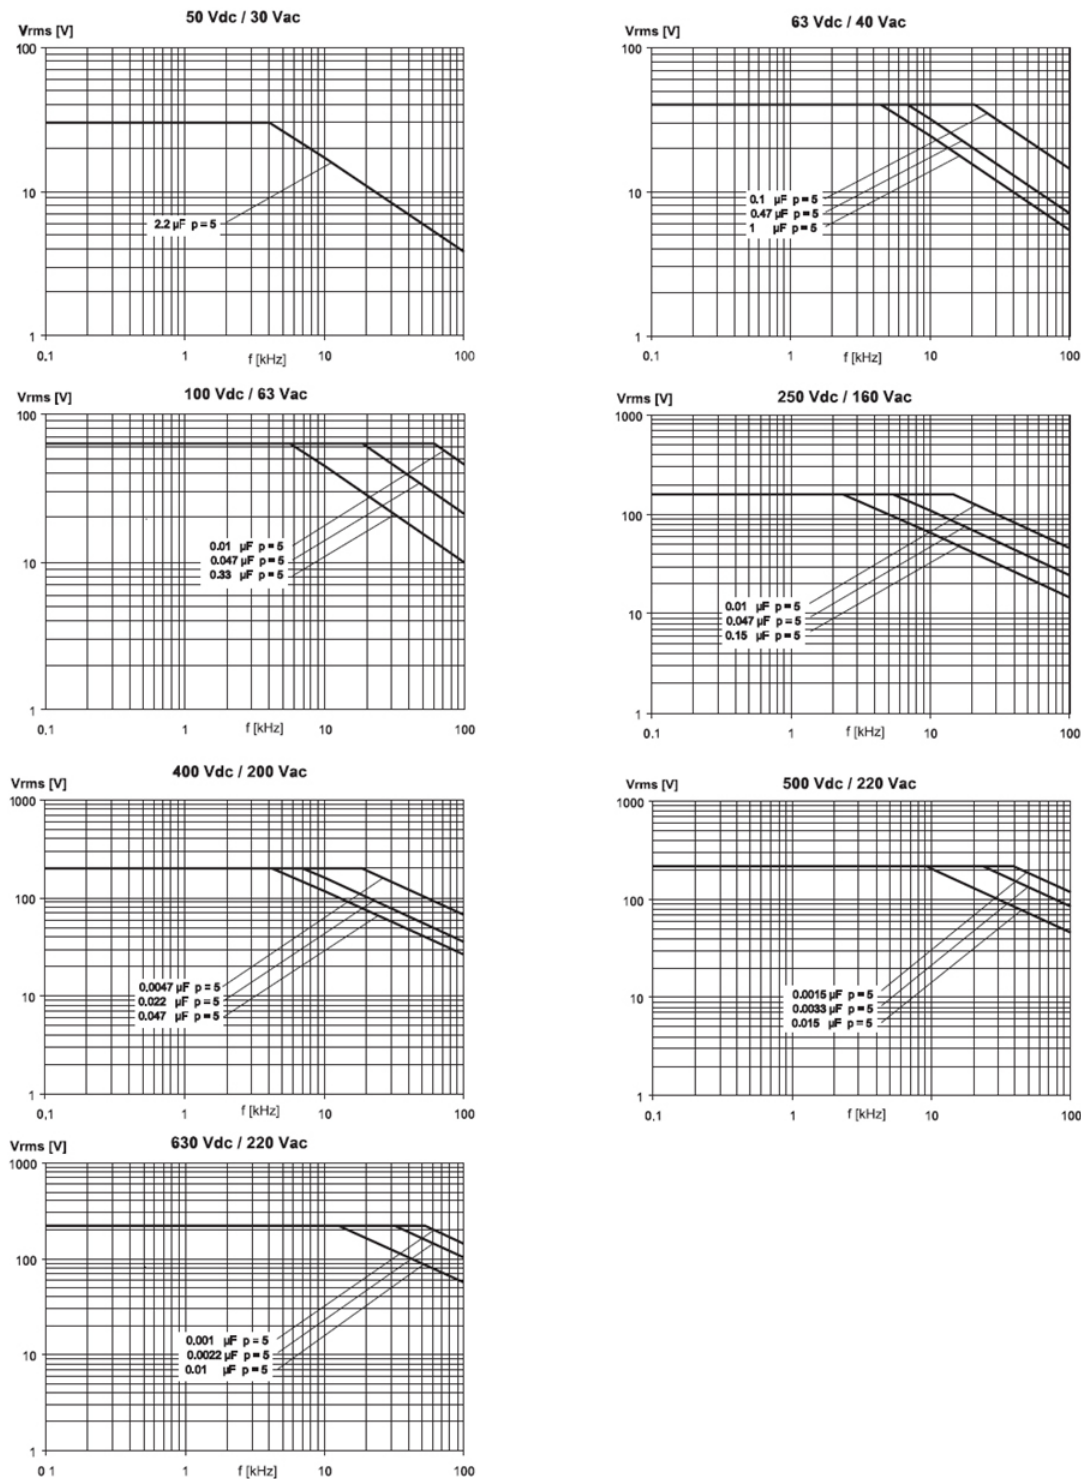 50 Vdc / 30 Vac
Vrms [V]
100
10
2.2 µF p=5
1
0.1 1 10 100
f [kHz]
63 Vdc / 40 Vac
Vrms [V]
100
10
0.1 µF p=5
0.47 µF p=5
1 µF p=5
1
0.1 1 10 100
f [kHz]
100 Vdc / 63 Vac
Vrms [V]
100
0.01 µF p=5
0.047 µF p=5
0.33 µF p=5
10
1
0.1 1 f [kHz] 10 100
250 Vdc / 160 Vac
Vrms [V]
1000
100
0.01 µF p=5
10
0.047 µF p=5
0.15 µF p=5
1
0.1 1 f [kHz] 10 100
400 Vdc / 200 Vac
Vrms [V]
1000
100
0.0047 µF p=5
10
0.022 µF p=5
0.047 µF p=5
1
0,1 1 f [kHz] 10 100
500 Vdc / 220 Vac
Vrms [V]
1000
100
0.0015 µF p=5
10
0.0033 µF p=5
0.015 µF p=5
1
0,1 1 f [kHz] 10 100
630 Vdc / 220 Vac
Vrms [V]
1000
100
0.001 µF p=5
10
0.0022 µF p=5
0.01 µF p=5
1
0 1 1 f [kHz] 10 100